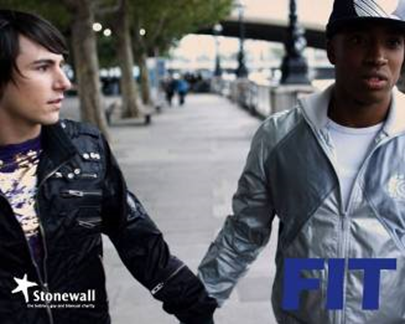 FIT
Stonewall
the lesbian, gay and bisexual charity